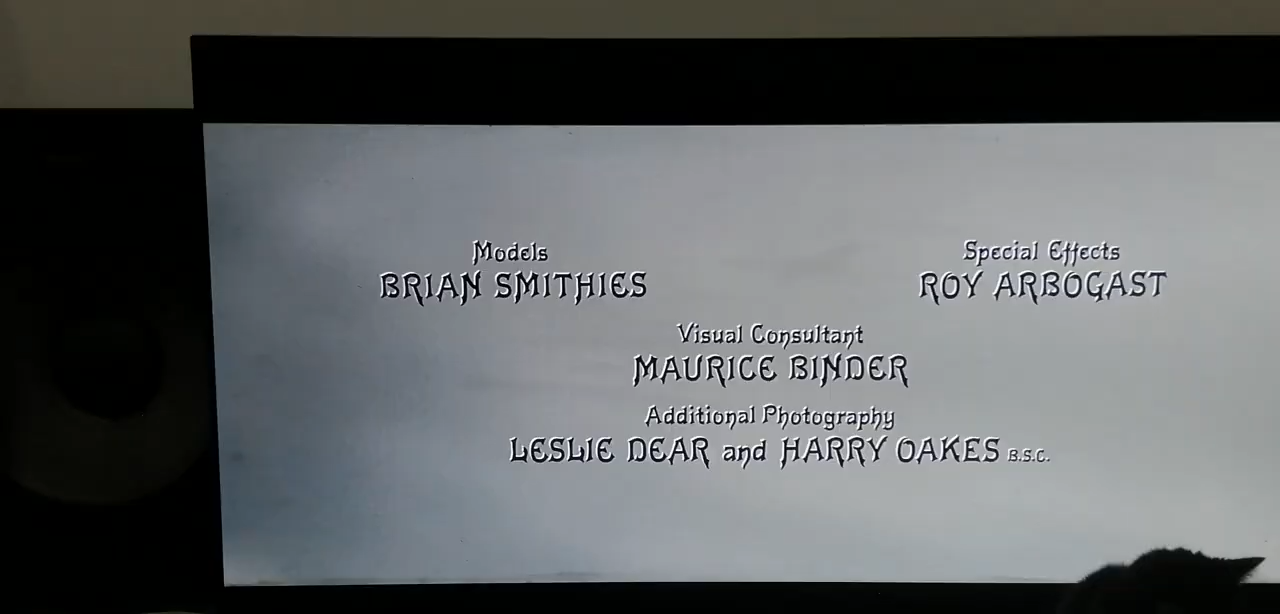 Models
BRIAN SMITHIES
Special Effects
ROY ARBOGAST
Visual Consultant
MAURICE BINDER
Additional Photography
LESLIE DEAR and HARRY OAKES B.S.C.